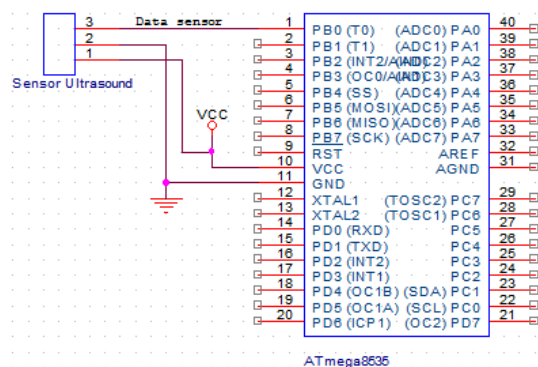 3 Data sensor 1 PB0 (T0) (ADC0) PA0 40
2 2 PB1 (T1) (ADC1) PA1 39
1 3 PB2 (INT2/ PA2 38
4 PB3 (OC0/ PA3 37
Sensor Ultrasound 5 PB4 (SS) (ADC4) PA4 36
6 PB5 (MOSI) (ADC5) PA5 35
VCC 7 PB6 (MISO) (ADC6) PA6 34
8 PB7 (SCK) (ADC7) PA7 33
9 RST AREF 32
10 VCC AGND 31
11 GND
12 XTAL1 (TOSC2) PC7 29
13 XTAL2 (TOSC1) PC6 28
14 PD0 (RXD) PC5 27
15 PD1 (TXD) PC4 26
16 PD2 (INT2) PC3 25
17 PD3 (INT1) PC2 24
18 PD4 (OC1B) (SDA) PC1 23
19 PD5 (OC1A) (SCL) PC0 22
20 PD6 (ICP1) (OC2) PD7 21
ATmega8535